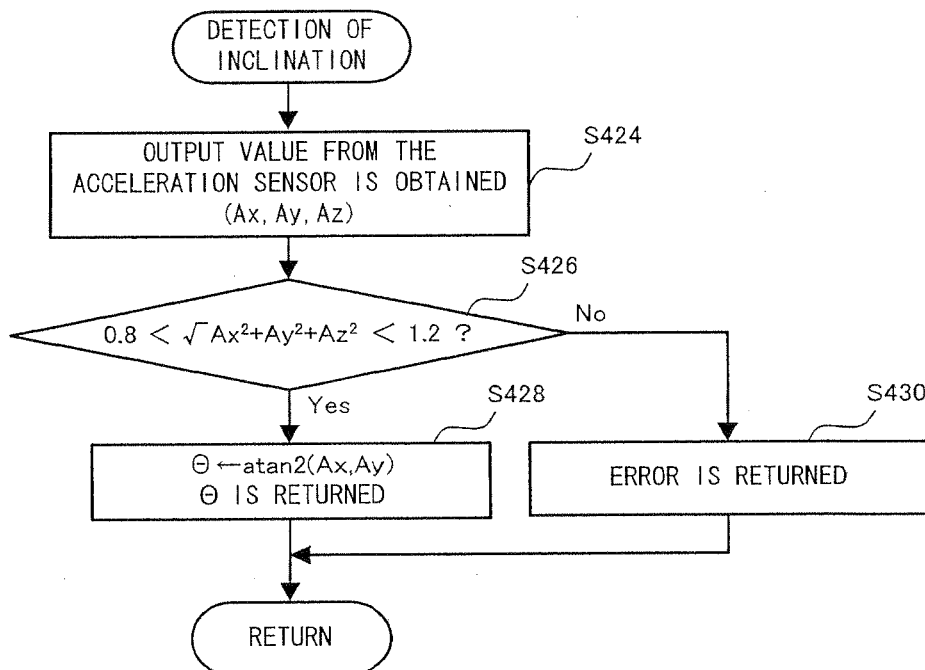 DETECTION OF
INCLINATION
S424
OUTPUT VALUE FROM THE
ACCELERATION SENSOR IS OBTAINED
(Ax, Ay, Az)
S426
0.8 < √Ax²+Ay²+Az² < 1.2 ?
No
Yes
S428
Θ←atan2(Ax,Ay)
Θ IS RETURNED
S430
ERROR IS RETURNED
RETURN